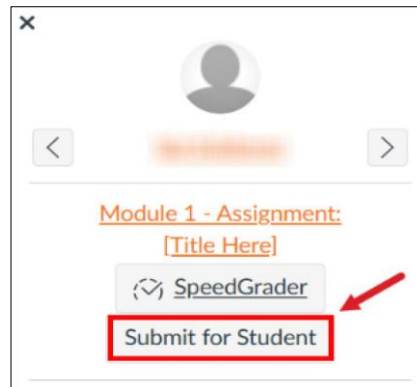 Module 1 - Assignment:
[Title Here]
SpeedGrader
Submit for Student